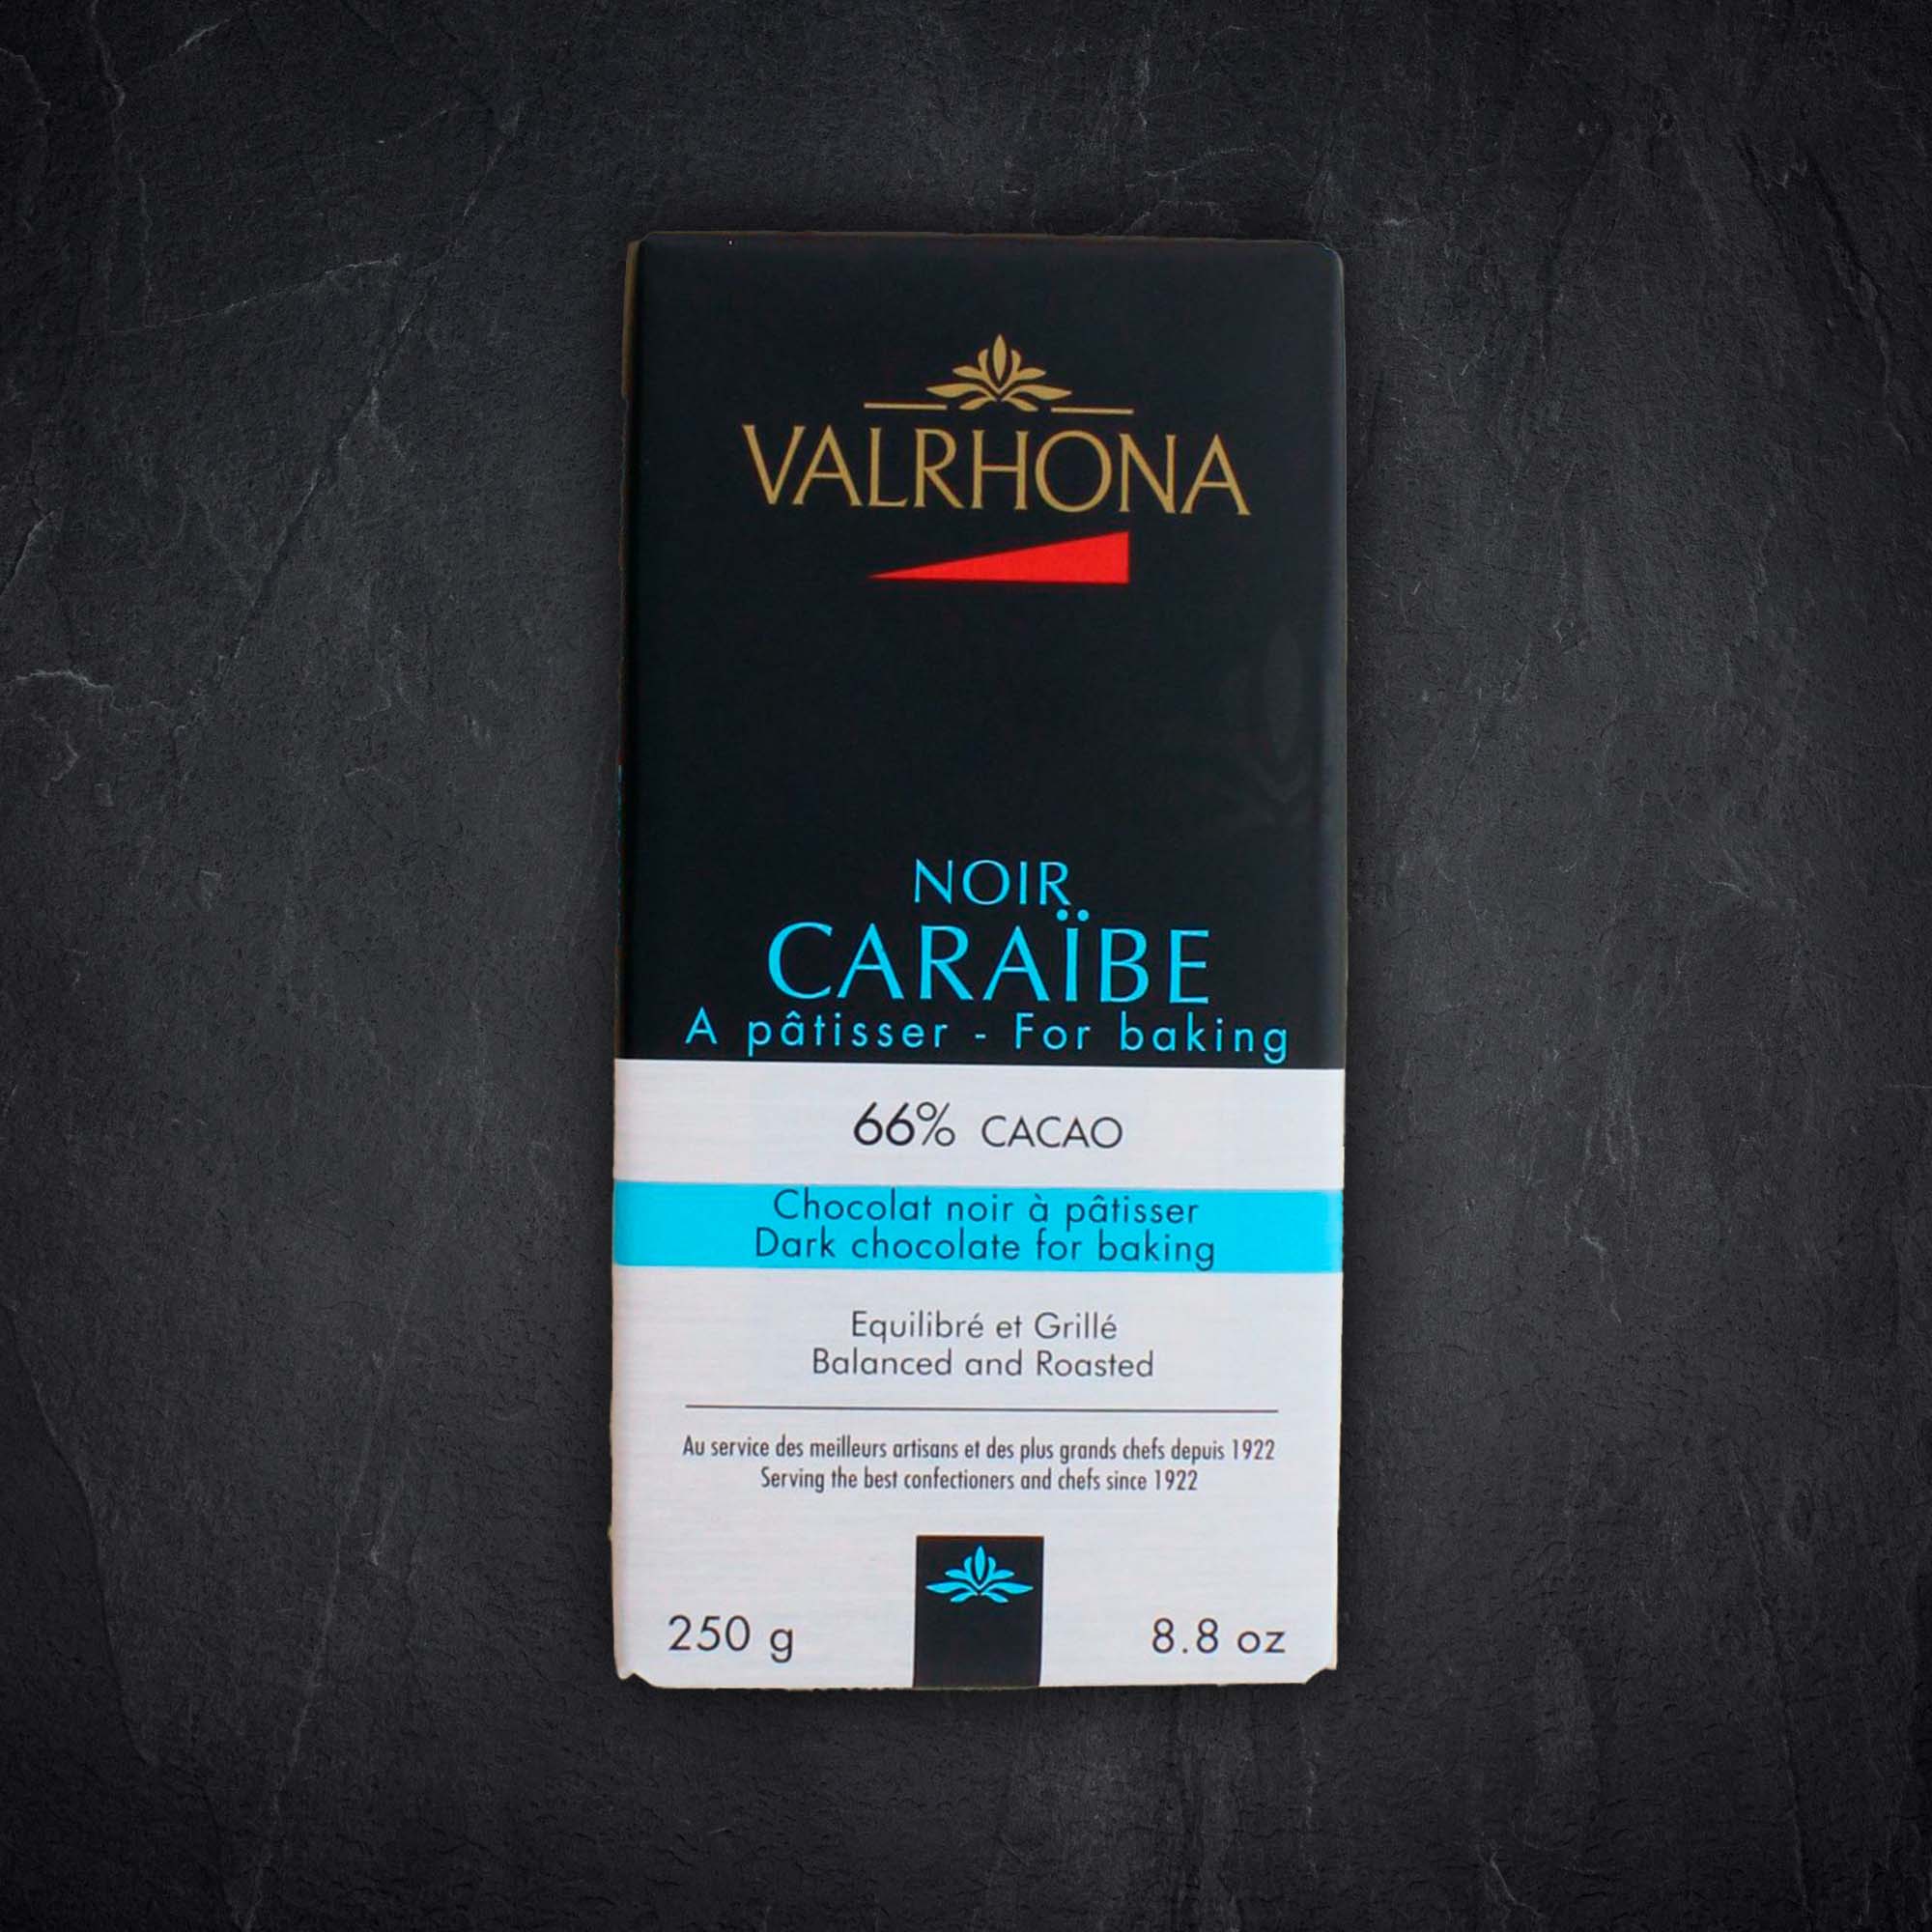 VALRHONA
NOIR
CARAÏBE
A pâtisser - For baking
66% CACAO
Chocolat noir à pâtisser
Dark chocolate for baking
Equilibré et Grillé
Balanced and Roasted
Au service des meilleurs artisans et des plus grands chefs depuis 1922
Serving the best confectioners and chefs since 1922
250 g 8.8 oz